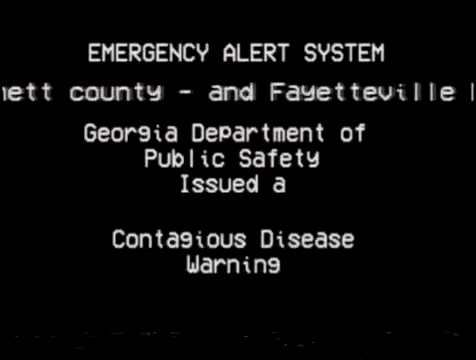 EMERGENCY ALERT SYSTEM
county - and Fayetteville
Georgia Department of
Public Safety
Issued a
Contagious Disease
Warning